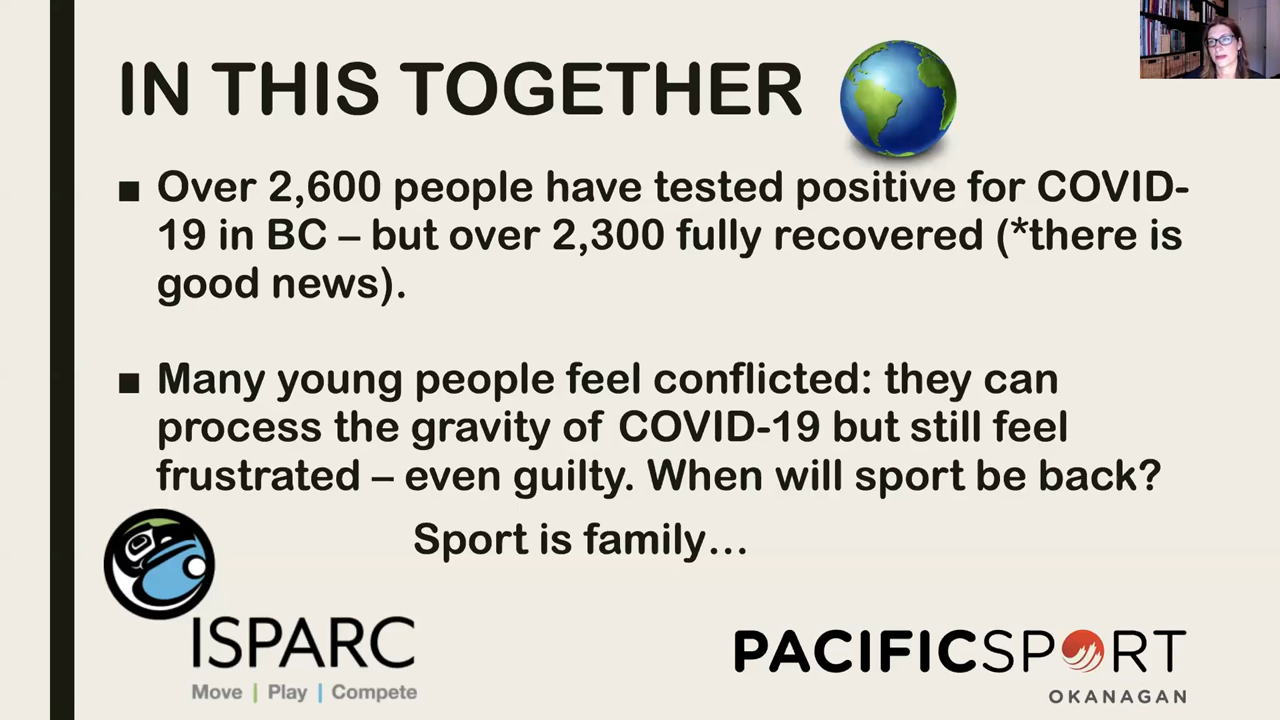 IN THIS TOGETHER
■ Over 2,600 people have tested positive for COVID-
19 in BC – but over 2,300 fully recovered (*there is
good news).
■ Many young people feel conflicted: they can
process the gravity of COVID-19 but still feel
frustrated – even guilty. When will sport be back?
Sport is family…
ISPARC
Move | Play | Compete
PACIFICSPORT
OKANAGAN